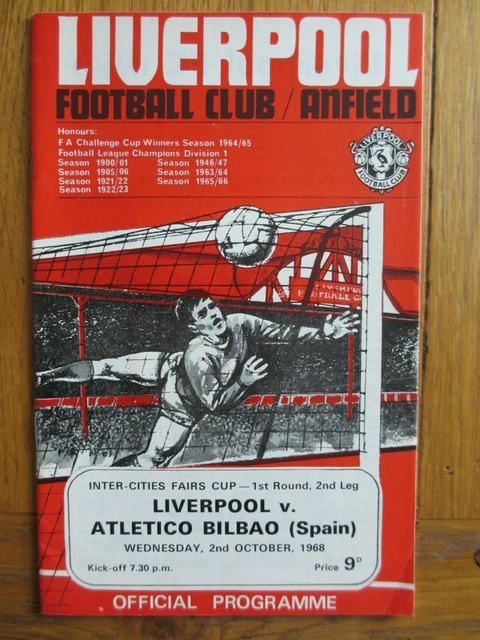 LIVERPOOL
FOOTBALL CLUB / ANFIELD
Honours:
F A Challenge Cup Winners Season 1964/65
Football League Champions Division 1
Season 1900/01 Season 1946/47
Season 1905/06 Season 1963/64
Season 1921/22 Season 1965/66
Season 1922/23
LIVERPOOL
FOOTBALL CLUB
INTER-CITIES FAIRS CUP — 1st Round, 2nd Leg
LIVERPOOL v.
ATLETICO BILBAO (Spain)
WEDNESDAY, 2nd OCTOBER, 1968
Kick-off 7.30 p.m. Price 9D
OFFICIAL PROGRAMME